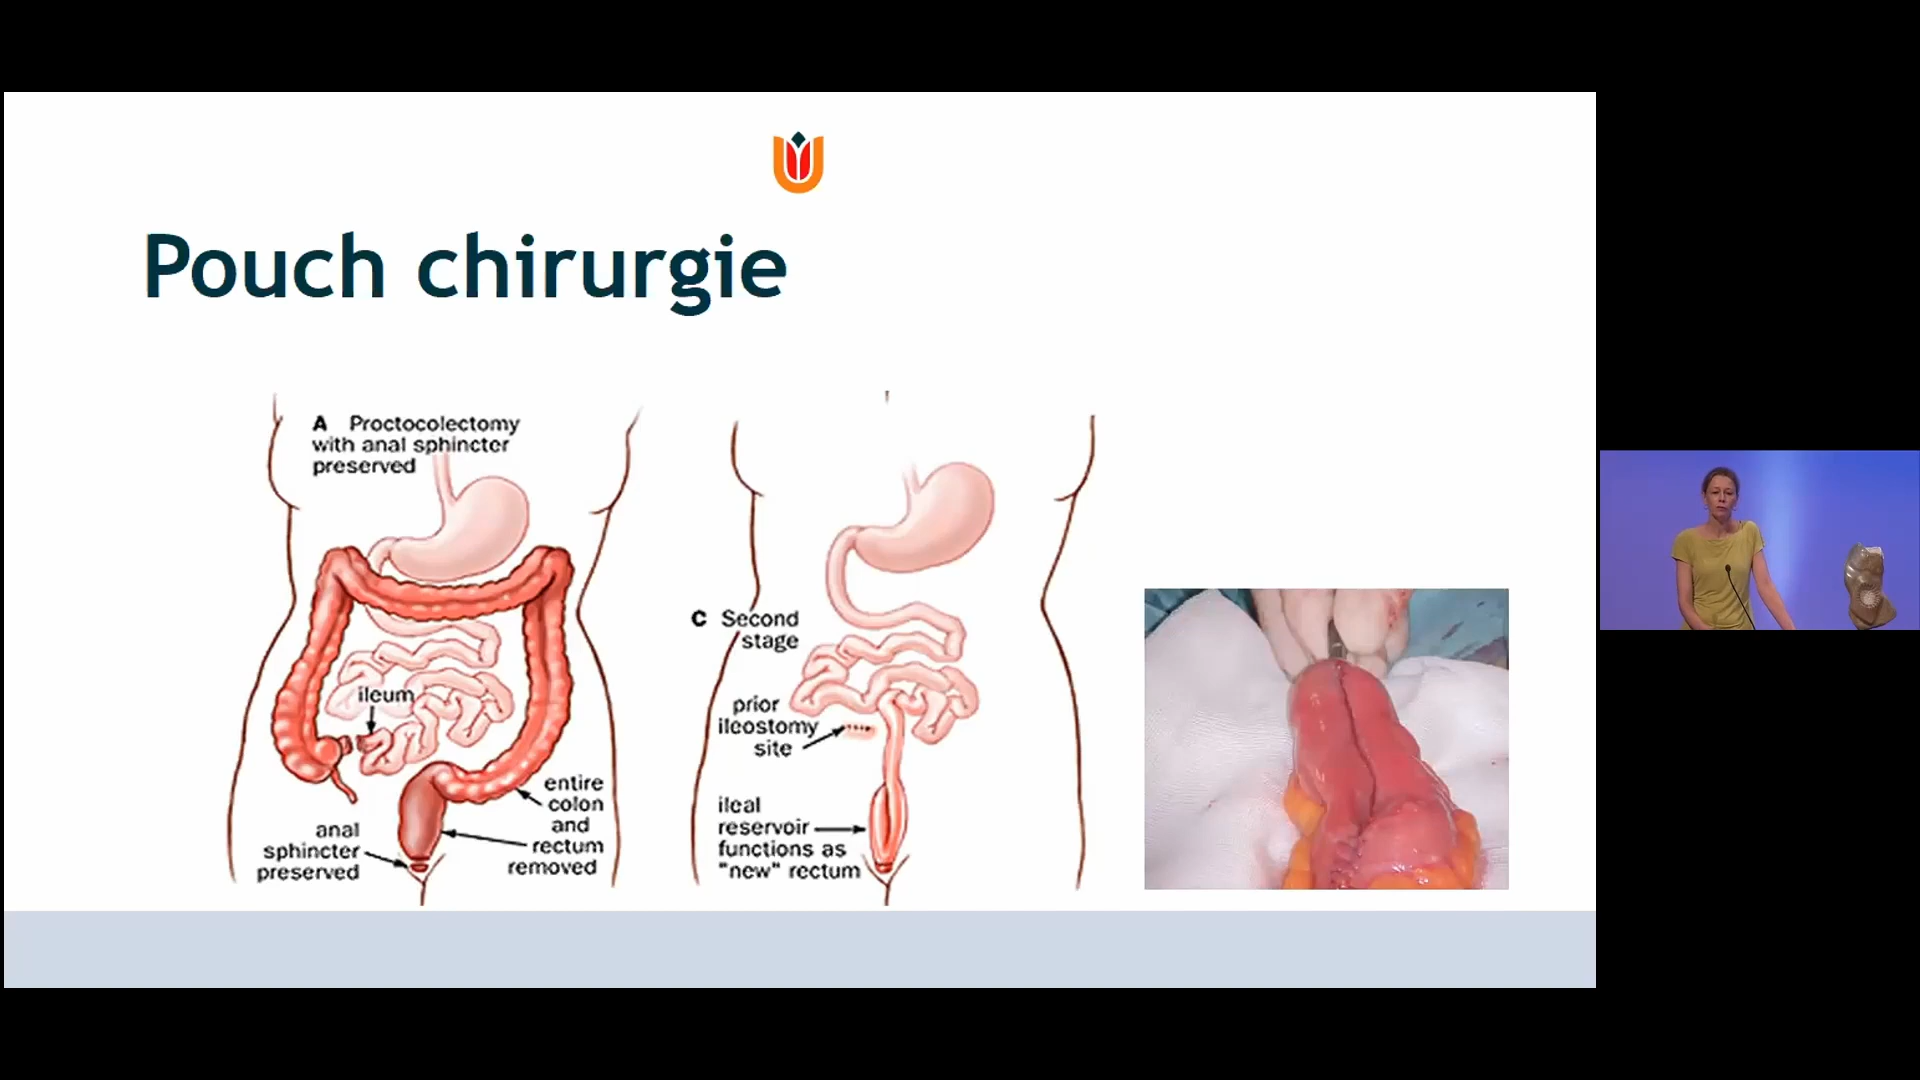 Pouch chirurgie
A Proctocolectomy
with anal sphincter
preserved
ileum
entire
colon
and
rectum
removed
anal
sphincter
preserved
C Second
stage
prior
ileostomy
site
ileal
reservoir
functions as
"new" rectum